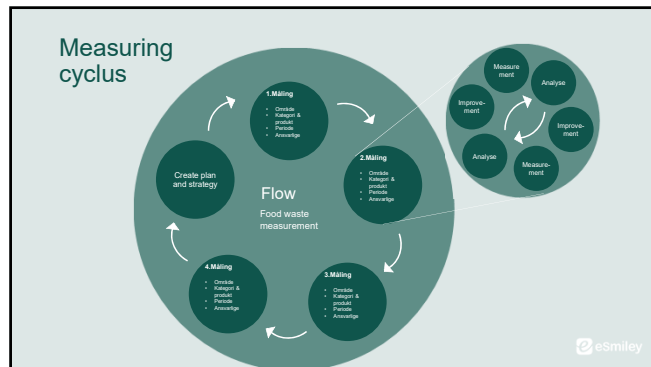 Measuring
cyclus
1.Måling
• Område
• Kategori &
produkt
• Periode
• Ansvarlige
2.Måling
• Område
• Kategori &
produkt
• Periode
• Ansvarlige
3.Måling
• Område
• Kategori &
produkt
• Periode
• Ansvarlige
4.Måling
• Område
• Kategori &
produkt
• Periode
• Ansvarlige
Create plan
and strategy
Flow
Food waste
measurement
Measure
ment
Analyse
Improve-
ment
Measure-
ment
Analyse
Improve-
ment
eSmiley